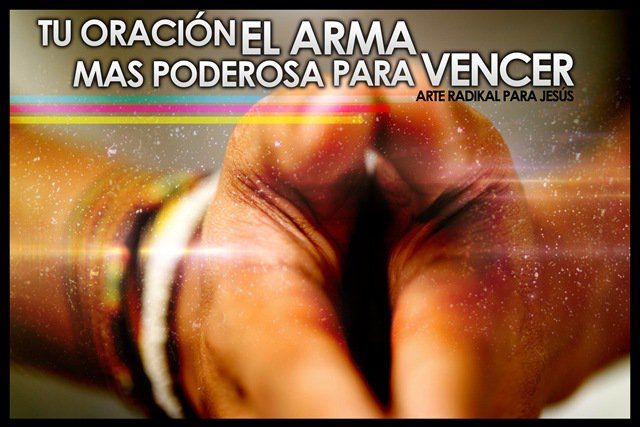 TU ORACIÓN EL ARMA
MAS PODEROSA PARA VENCER
ARTE RADIKAL PARA JESÚS